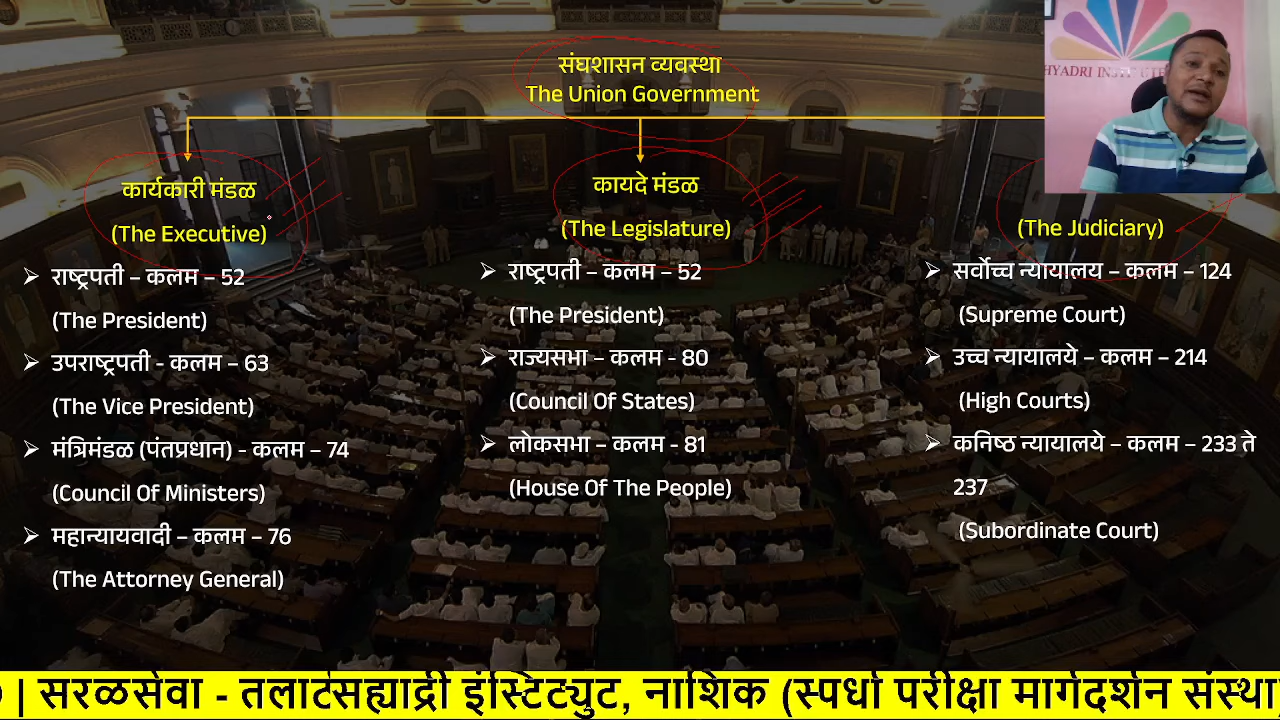 संघशासन व्यवस्था
The Union Government
कार्यकारी मंडळ
(The Executive)
➢ राष्ट्रपती – कलम – 52
(The President)
➢ उपराष्ट्रपती - कलम – 63
(The Vice President)
➢ मंत्रिमंडळ (पंतप्रधान) - कलम – 74
(Council Of Ministers)
➢ महान्यायवादी – कलम – 76
(The Attorney General)
कायदे मंडळ
(The Legislature)
➢ राष्ट्रपती – कलम – 52
(The President)
➢ राज्यसभा – कलम - 80
(Council Of States)
➢ लोकसभा – कलम - 81
(House Of The People)
(The Judiciary)
➢ सर्वोच्च न्यायालय – कलम – 124
(Supreme Court)
➢ उच्च न्यायालये – कलम – 214
(High Courts)
➢ कनिष्ठ न्यायालये – कलम – 233 ते
237
(Subordinate Court)
HYADRI
| सरळसेवा - तलाटसह्याद्री इंस्टिट्युट, नाशिक (स्पर्धा परीक्षा मार्गदर्शन संस्था)